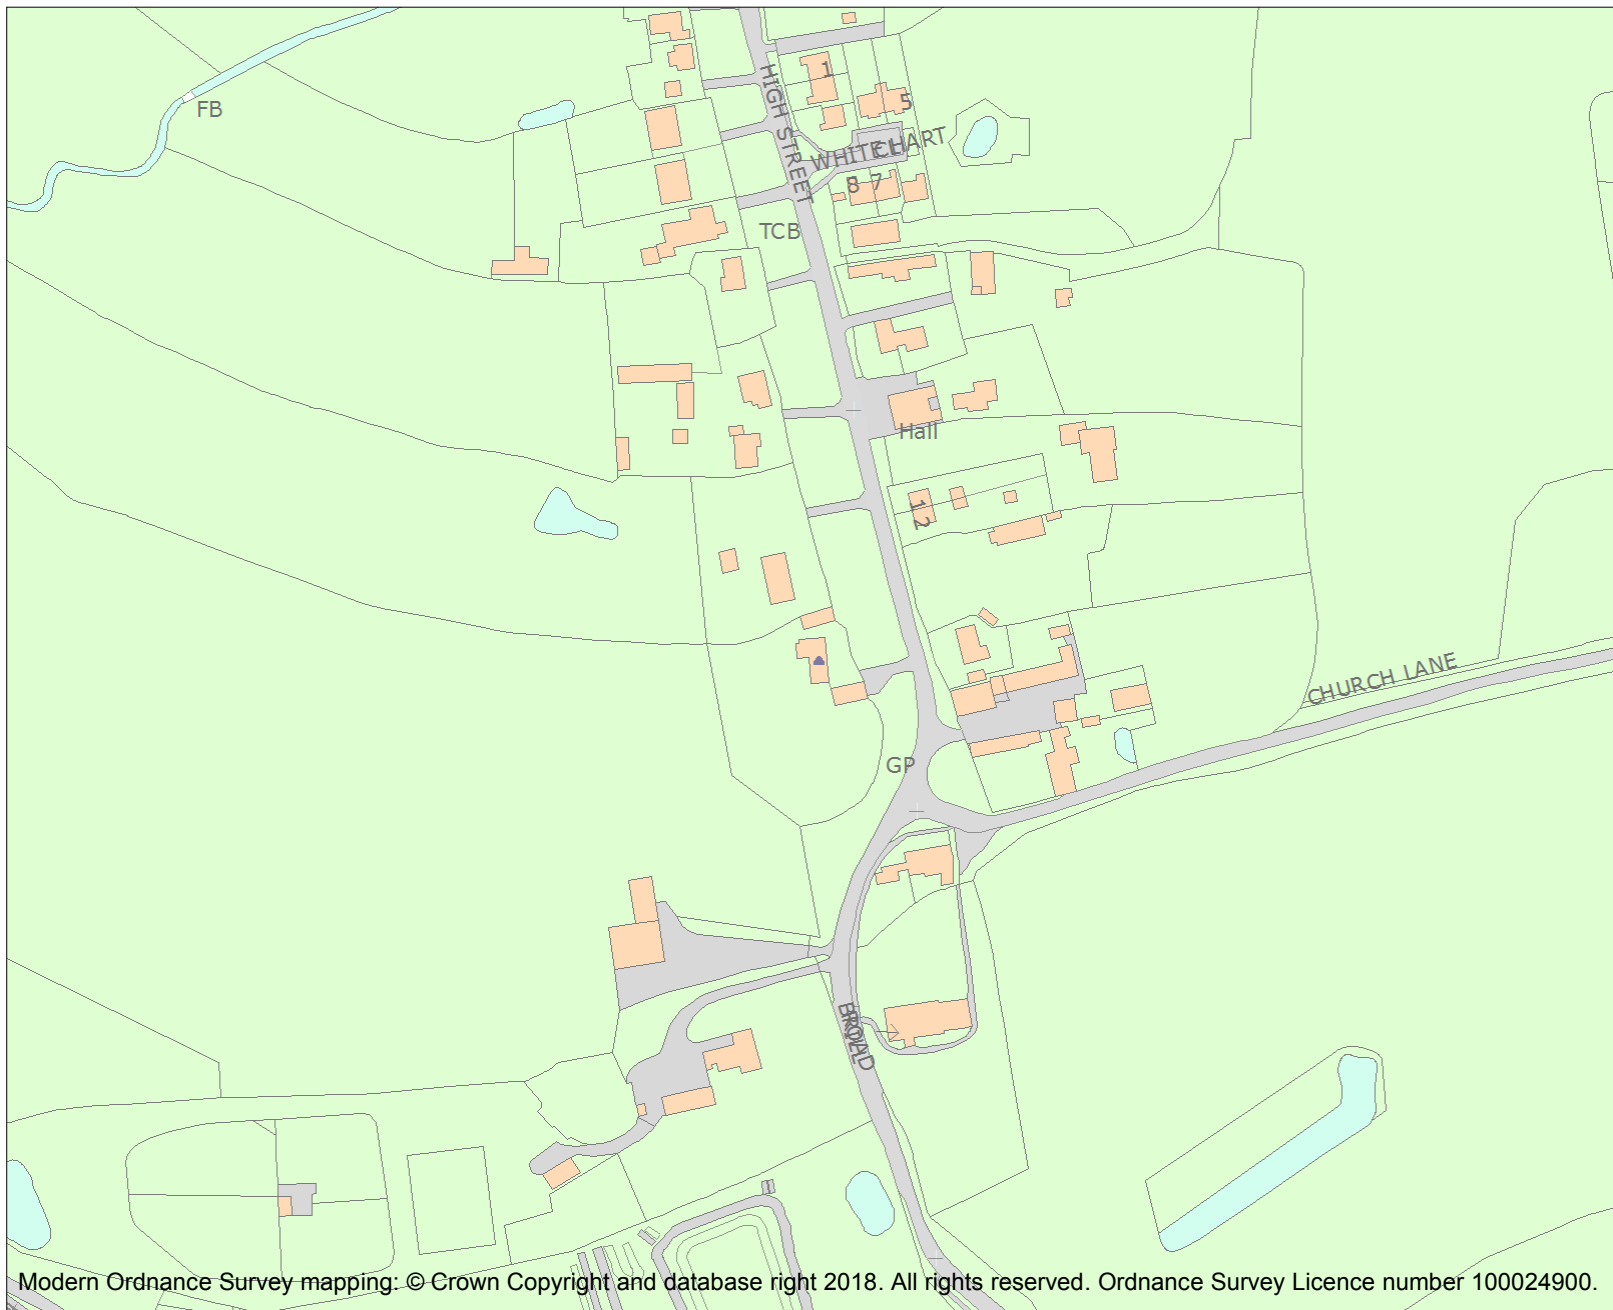 FB
HIGH STREET
1
5
WHITE HART
CL
8
7
TCB
Hall
12
CHURCH LANE
GP
BROAD
Modern Ordnance Survey mapping: © Crown Copyright and database right 2018. All rights reserved. Ordnance Survey Licence number 100024900.